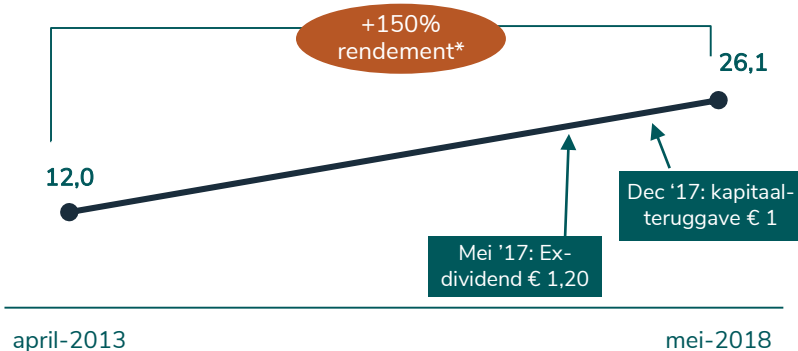 +150%
rendement*
26,1
12,0
Dec ‘17: kapitaal-
teruggave € 1
Mei ’17: Ex-
dividend € 1,20
april-2013
mei-2018